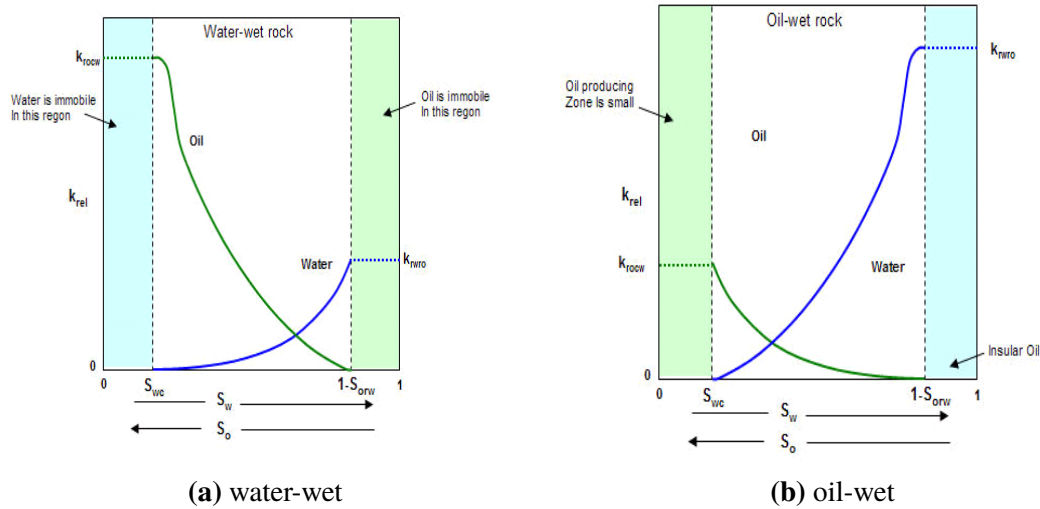 Water-wet rock
k_rocw
Water is immobile
In this regon
Oil is immobile
In this regon
Oil
k_rel
Water
k_rwro
0
0
S_wc
1-S_orw
1
S_w
S_o
(a) water-wet
Oil-wet rock
k_rwro
Oil producing
Zone Is small
Oil
k_rel
k_rocw
Water
Insular Oil
0
0
S_wc
1-S_orw
1
S_w
S_o
(b) oil-wet